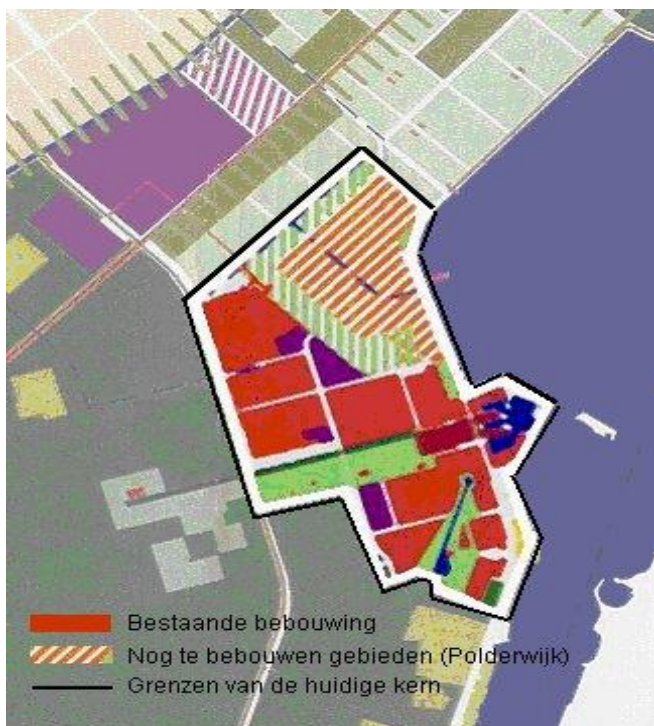 Bestaande bebouwing
Nog te bebouwen gebieden (Polderwijk)
Grenzen van de huidige kern